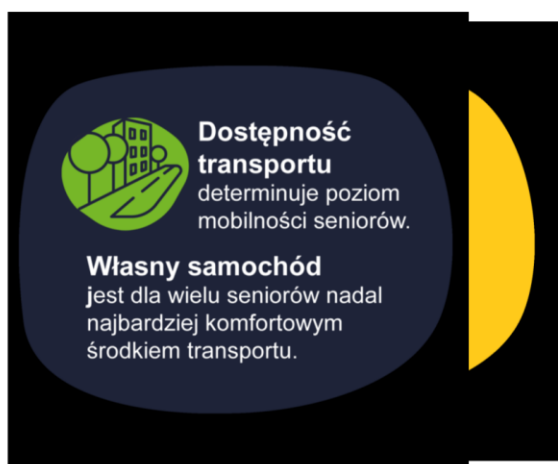 Dostępność
transportu
determinuje poziom
mobilności seniorów.
Własny samochód
jest dla wielu seniorów nadal
najbardziej komfortowym
środkiem transportu.